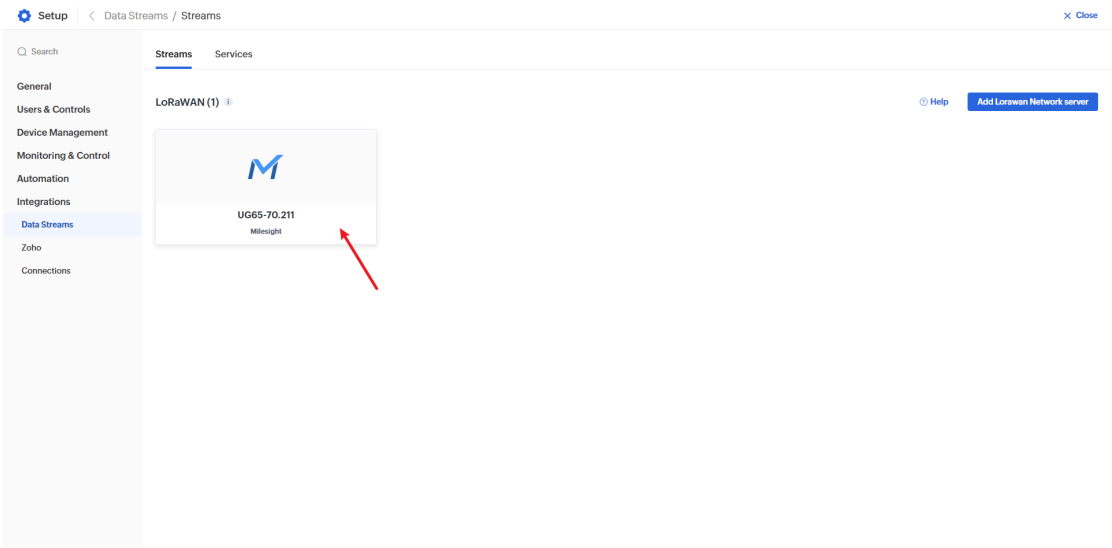 Setup < Data Streams / Streams × Close
Search
Streams Services
General
Users & Controls
Device Management
Monitoring & Control
Automation
Integrations
Data Streams
Zoho
Connections
LoRaWAN (1) i
? Help Add Lorawan Network server
UG65-70.211
Milesight